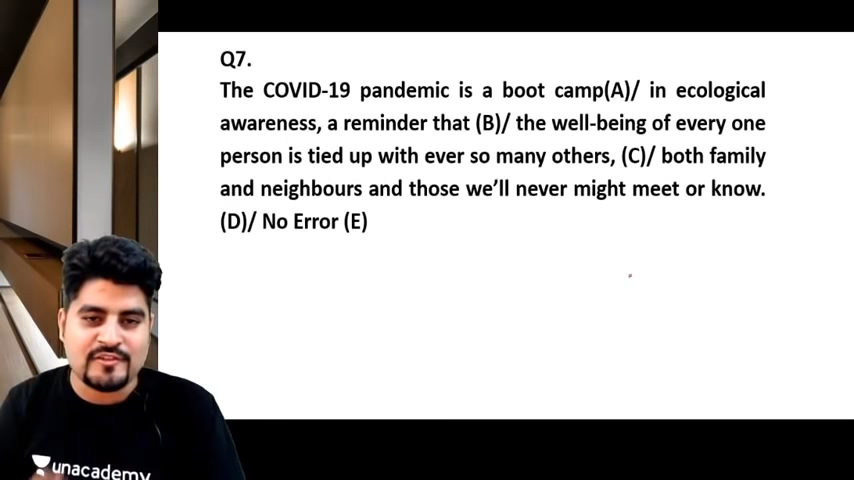 Q7.
The COVID-19 pandemic is a boot camp(A)/ in ecological
awareness, a reminder that (B)/ the well-being of every one
person is tied up with ever so many others, (C)/ both family
and neighbours and those we’ll never might meet or know.
(D)/ No Error (E)
unacademy